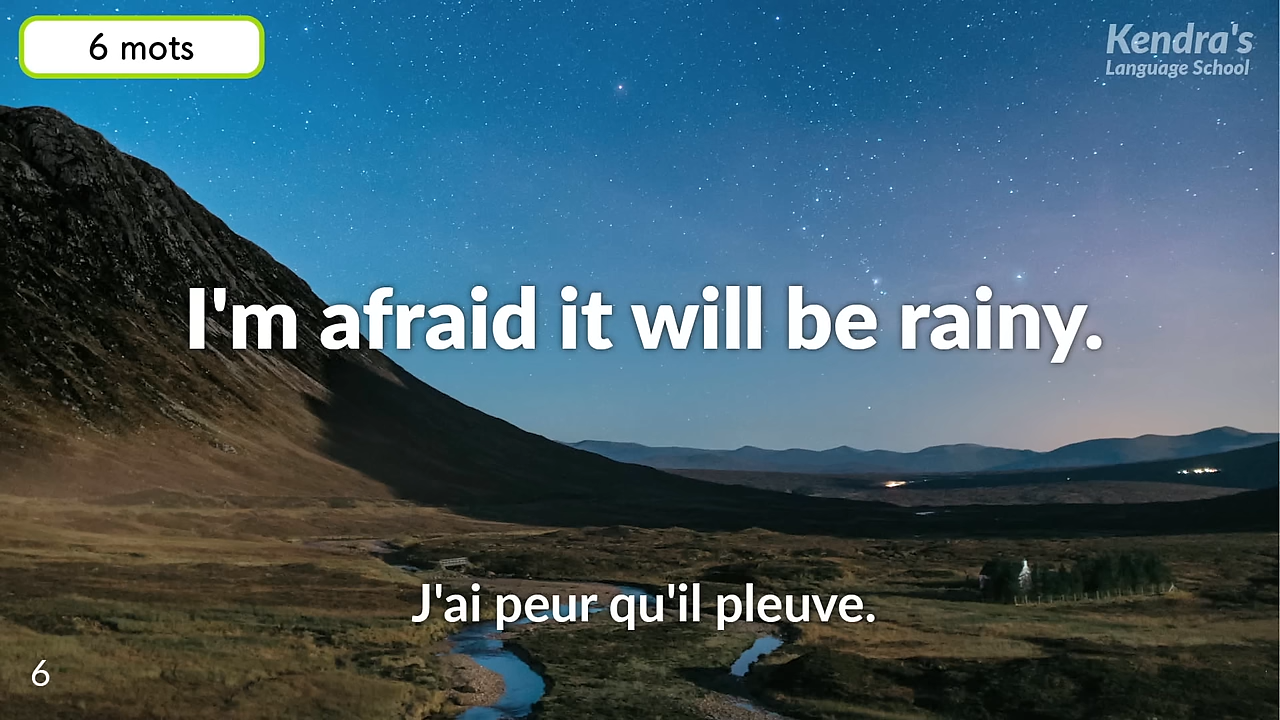 6 mots
Kendra's
Language School
I'm afraid it will be rainy.
J'ai peur qu'il pleuve.
6